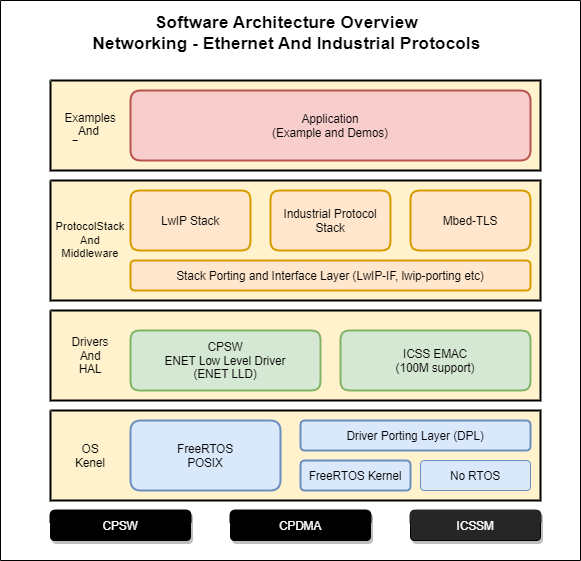 Software Architecture Overview
Networking - Ethernet And Industrial Protocols
Examples
And
Application
(Example and Demos)
ProtocolStack
And
Middleware
LwIP Stack
Industrial Protocol
Stack
Mbed-TLS
Stack Porting and Interface Layer (LwIP-IF, lwip-porting etc)
Drivers
And
HAL
CPSW
ENET Low Level Driver
(ENET LLD)
ICSS EMAC
(100M support)
OS
Kenel
FreeRTOS
POSIX
Driver Porting Layer (DPL)
FreeRTOS Kernel
No RTOS
CPSW
CPDMA
ICSSM